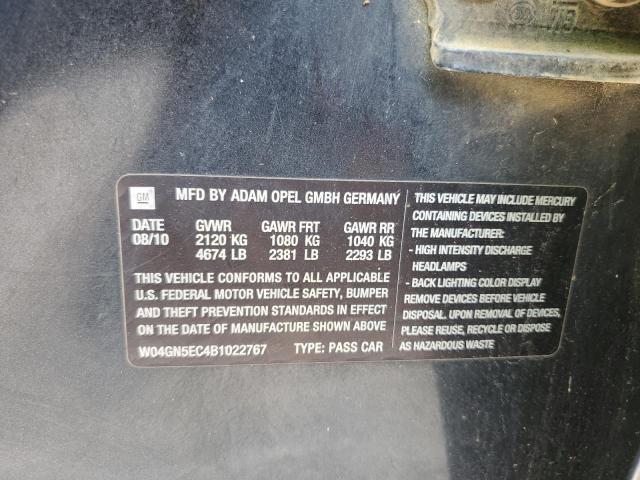 GM MFD BY ADAM OPEL GMBH GERMANY
DATE GVWR GAWR FRT GAWR RR
08/10 2120 KG 1080 KG 1040 KG
4674 LB 2381 LB 2293 LB
THIS VEHICLE CONFORMS TO ALL APPLICABLE
U.S. FEDERAL MOTOR VEHICLE SAFETY, BUMPER
AND THEFT PREVENTION STANDARDS IN EFFECT
ON THE DATE OF MANUFACTURE SHOWN ABOVE
W04GN5EC4B1022767 TYPE: PASS CAR
THIS VEHICLE MAY INCLUDE MERCURY
CONTAINING DEVICES INSTALLED BY
THE MANUFACTURER:
- HIGH INTENSITY DISCHARGE
HEADLAMPS
- BACK LIGHTING COLOR DISPLAY
REMOVE DEVICES BEFORE VEHICLE
DISPOSAL. UPON REMOVAL OF DEVICES,
PLEASE REUSE, RECYCLE OR DISPOSE
AS HAZARDOUS WASTE